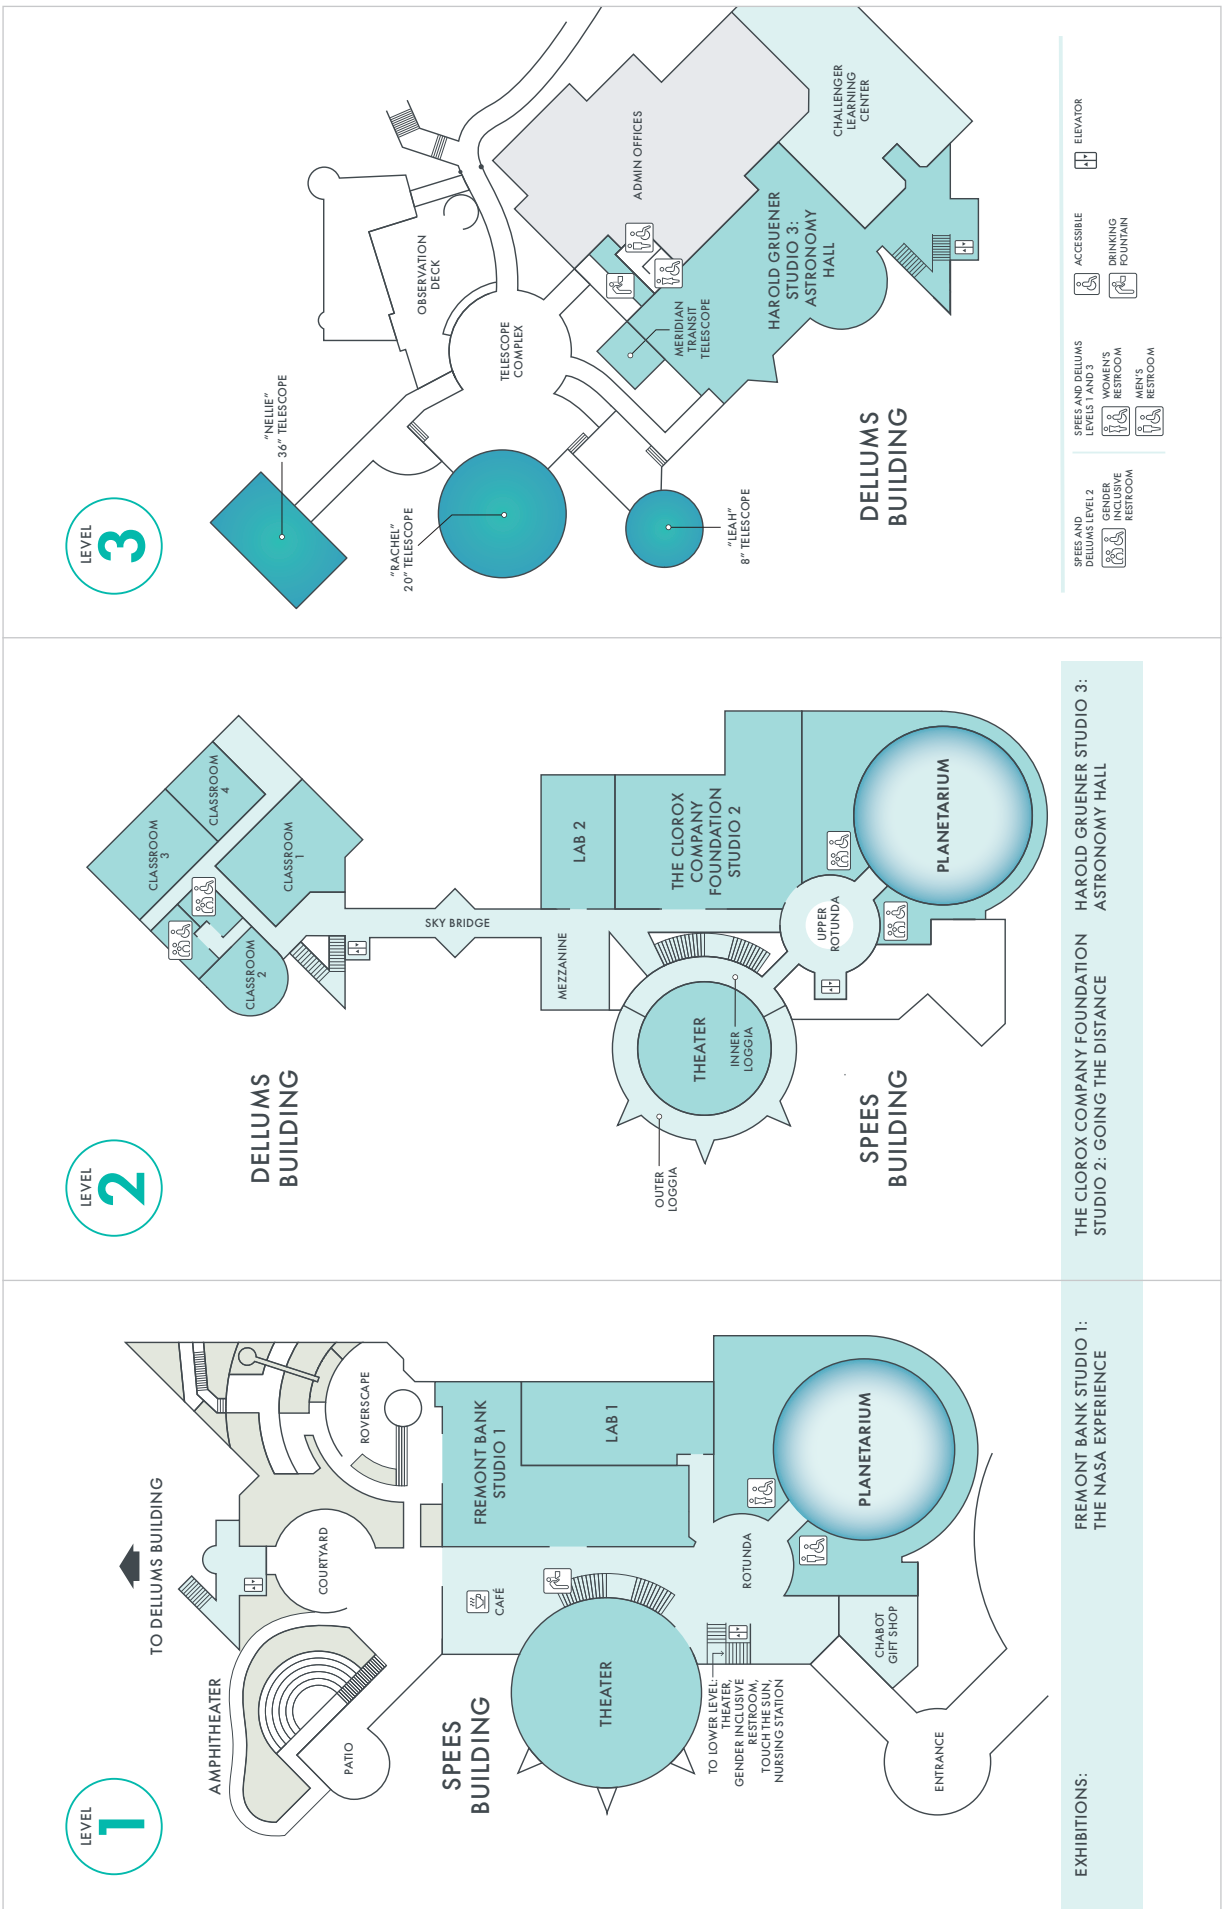 LEVEL
1
TO DELLUMS BUILDING
AMPHITHEATER
PATIO
COURTYARD
ROVERSCAPE
SPEES
BUILDING
CAFÉ
FREMONT BANK
STUDIO 1
LAB 1
THEATER
TO LOWER LEVEL:
THEATER,
GENDER INCLUSIVE
RESTROOM,
TOUCH THE SUN,
NURSING STATION
ROTUNDA
PLANETARIUM
CHABOT
GIFT SHOP
ENTRANCE
LEVEL
2
CLASSROOM
3
CLASSROOM
4
CLASSROOM
1
CLASSROOM
2
DELLUMS
BUILDING
SKY BRIDGE
MEZZANINE
LAB 2
THE CLOROX
COMPANY
FOUNDATION
STUDIO 2
THEATER
INNER
LOGGIA
OUTER
LOGGIA
UPPER
ROTUNDA
PLANETARIUM
SPEES
BUILDING
LEVEL
3
"NELLIE"
36" TELESCOPE
"RACHEL"
20" TELESCOPE
"LEAH"
8" TELESCOPE
OBSERVATION
DECK
TELESCOPE
COMPLEX
ADMIN OFFICES
MERIDIAN
TRANSIT
TELESCOPE
HAROLD GRUENER
STUDIO 3:
ASTRONOMY
HALL
CHALLENGER
LEARNING
CENTER
DELLUMS
BUILDING
SPEES AND
DELLUMS LEVEL 2
GENDER
INCLUSIVE
RESTROOM
SPEES AND DELLUMS
LEVELS 1 AND 3
WOMEN'S
RESTROOM
MEN'S
RESTROOM
ACCESSIBLE
DRINKING
FOUNTAIN
ELEVATOR
EXHIBITIONS:
FREMONT BANK STUDIO 1:
THE NASA EXPERIENCE
THE CLOROX COMPANY FOUNDATION
STUDIO 2: GOING THE DISTANCE
HAROLD GRUENER STUDIO 3:
ASTRONOMY HALL